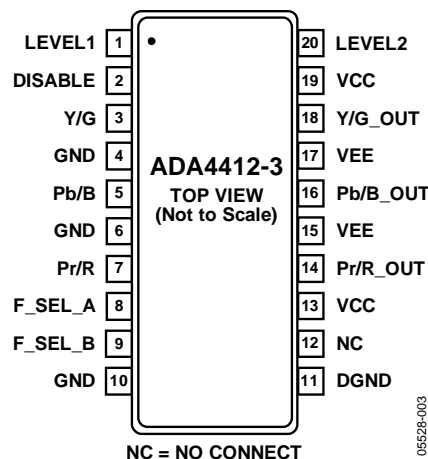 LEVEL1 1 20 LEVEL2
DISABLE 2 19 VCC
Y/G 3 18 Y/G_OUT
GND 4 17 VEE
Pb/B 5 16 Pb/B_OUT
GND 6 15 VEE
Pr/R 7 14 Pr/R_OUT
F_SEL_A 8 13 VCC
F_SEL_B 9 12 NC
GND 10 11 DGND
ADA4412-3
TOP VIEW
(Not to Scale)
NC = NO CONNECT
05528-003